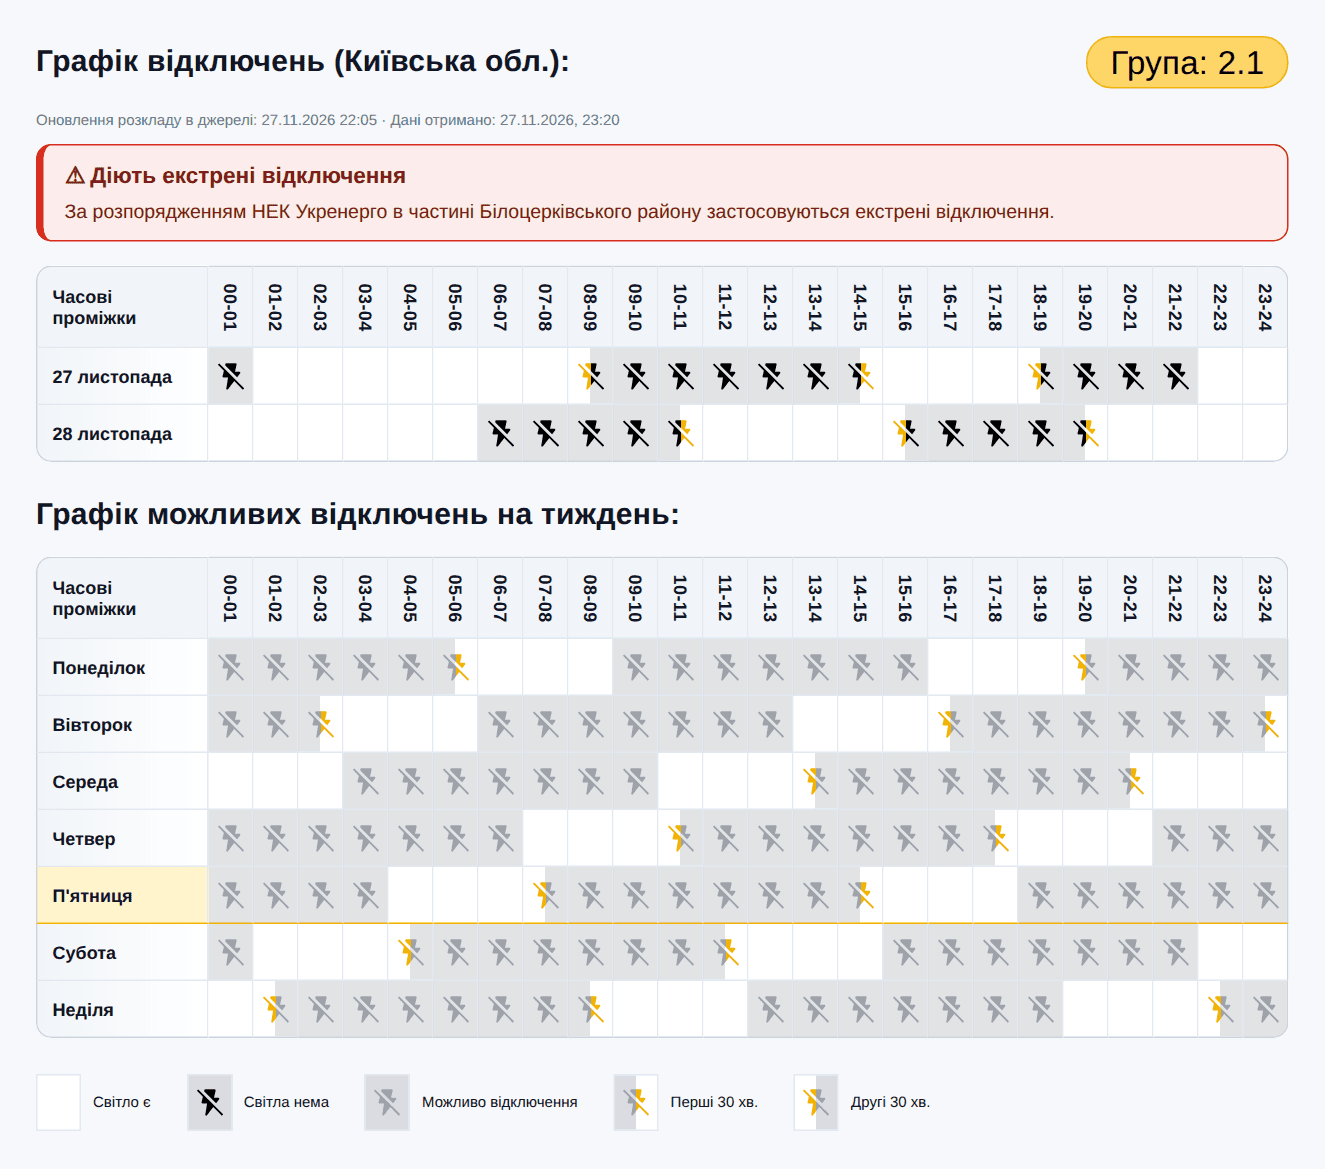 Графік відключень (Київська обл.):
Група: 2.1
Оновлення розкладу в джерелі: 27.11.2026 22:05 · Дані отримано: 27.11.2026, 23:20
⚠ Діють екстрені відключення
За розпорядженням НЕК Укренерго в частині Білоцерківського району застосовуються екстрені відключення.
Часові проміжки 00-01 01-02 02-03 03-04 04-05 05-06 06-07 07-08 08-09 09-10 10-11 11-12 12-13 13-14 14-15 15-16 16-17 17-18 18-19 19-20 20-21 21-22 22-23 23-24
27 листопада
28 листопада
Графік можливих відключень на тиждень:
Часові проміжки 00-01 01-02 02-03 03-04 04-05 05-06 06-07 07-08 08-09 09-10 10-11 11-12 12-13 13-14 14-15 15-16 16-17 17-18 18-19 19-20 20-21 21-22 22-23 23-24
Понеділок
Вівторок
Середа
Четвер
П'ятниця
Субота
Неділя
Світло є Світла нема Можливо відключення Перші 30 хв. Другі 30 хв.